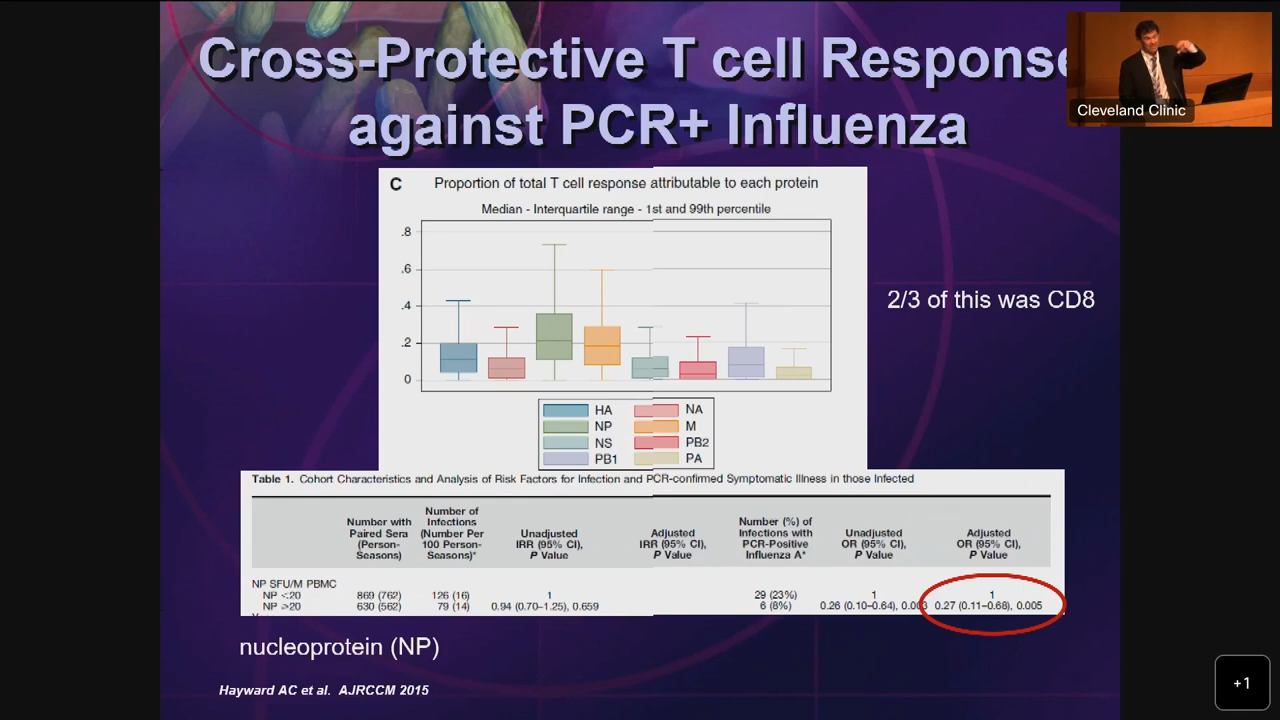 Cross-Protective T cell Response
against PCR+ Influenza
Cleveland Clinic
C Proportion of total T cell response attributable to each protein
Median - Interquartile range - 1st and 99th percentile
.8
.6
.4
.2
0
HA NA
NP M
NS PB2
PB1 PA
2/3 of this was CD8
Table 1. Cohort Characteristics and Analysis of Risk Factors for Infection and PCR-confirmed Symptomatic Illness in those Infected
Number with Paired Sera (Person-Seasons) Number of Infections (Number Per 100 Person-Seasons)* Unadjusted IRR (95% CI), P Value Adjusted IRR (95% CI), P Value Number (%) of Infections with PCR-Positive Influenza A* Unadjusted OR (95% CI), P Value Adjusted OR (95% CI), P Value
NP SFU/M PBMC
NP <20 869 (762) 126 (16) 1 29 (23%) 1 1
NP ≥20 630 (562) 79 (14) 0.94 (0.70–1.25), 0.659 6 (8%) 0.26 (0.10–0.64), 0.27 (0.11–0.68), 0.005
nucleoprotein (NP)
Hayward AC et al. AJRCCM 2015
+1